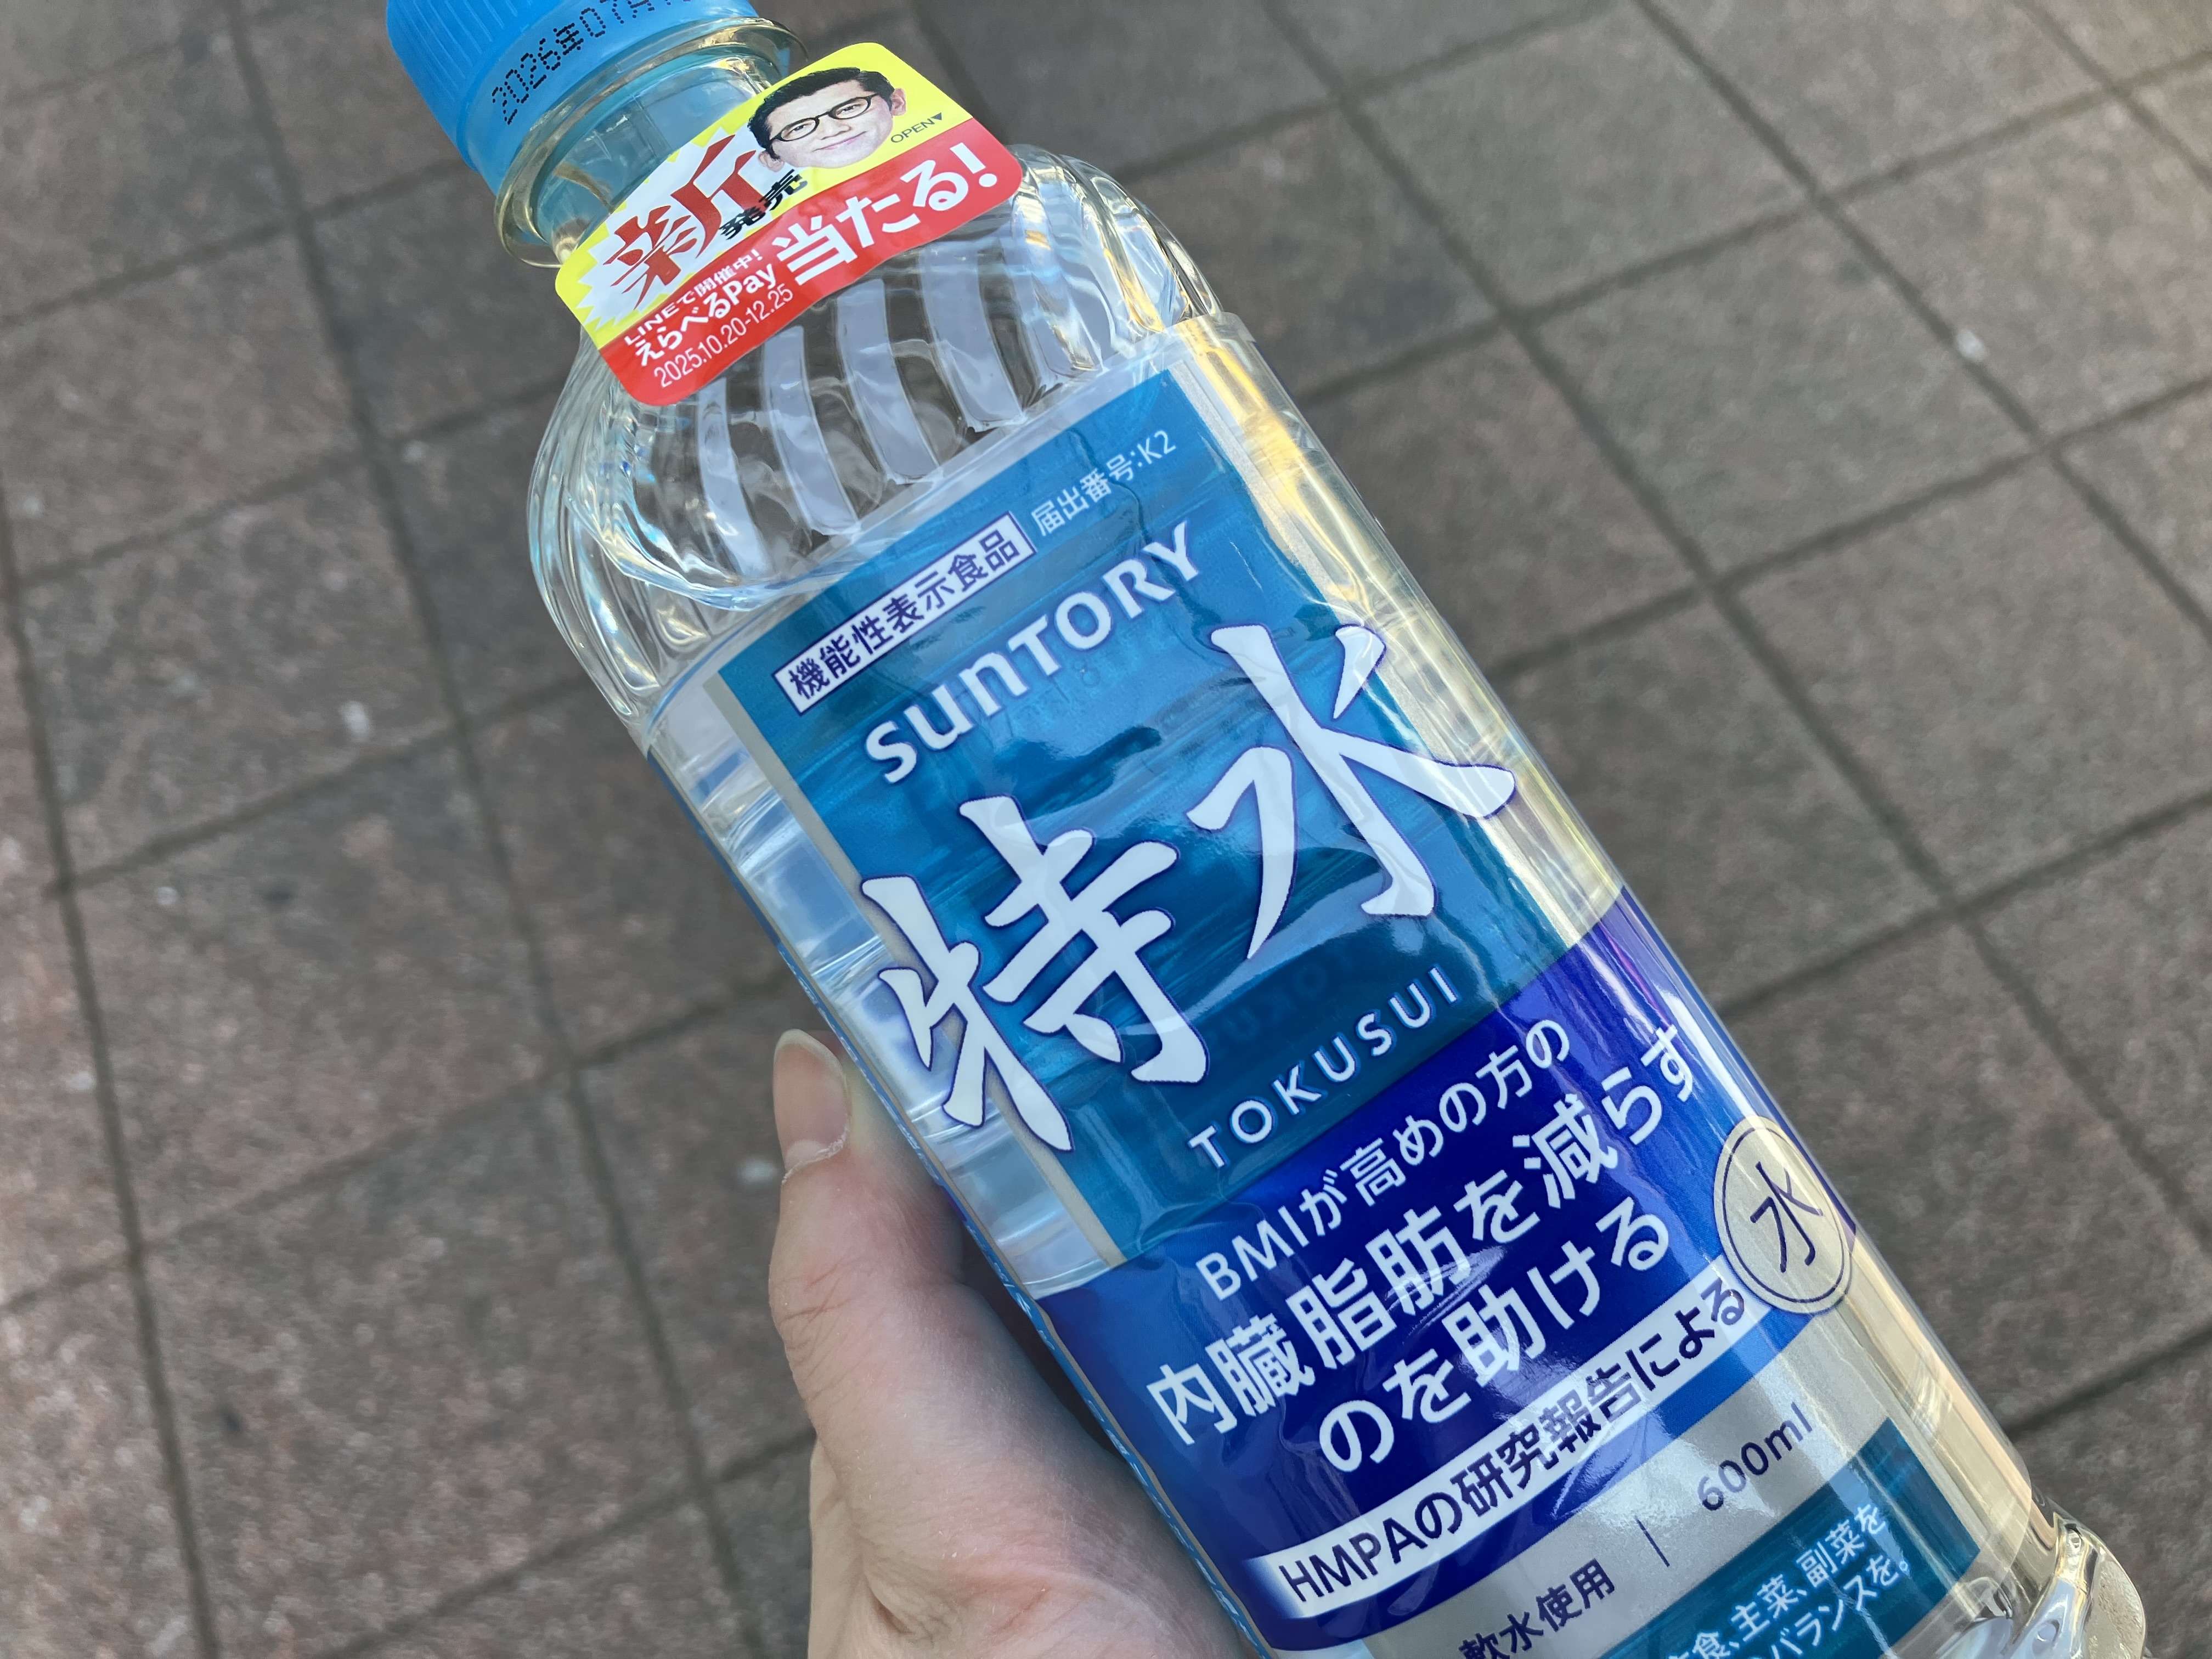 2026年07月
新
発売
OPEN▼
LINEで開催中!
えらべるPay
当たる!
2025.10.20-12.25
機能性表示食品
届出番号:K2
SUNTORY
特水
TOKUSUI
BMIが高めの方の
内臓脂肪を減らす
のを助ける
水
HMPAの研究報告による
軟水使用 | 600ml
食、主菜、副菜を
バランスを。